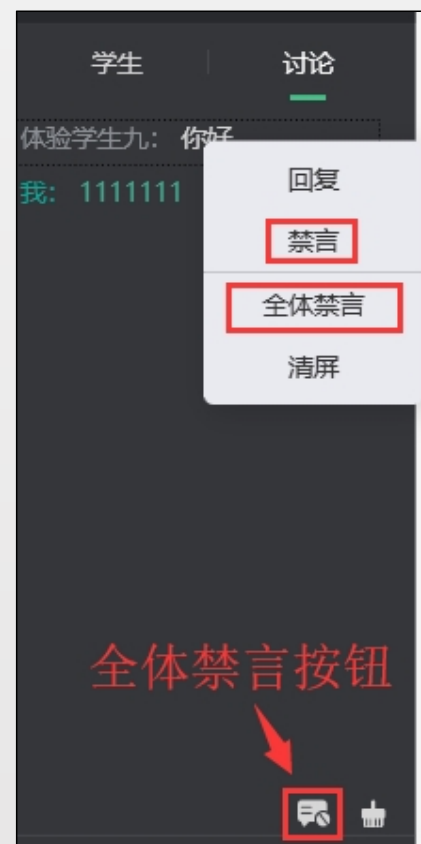 学生 讨论
体验学生九: 你好
我: 1111111
回复
禁言
全体禁言
清屏
全体禁言按钮